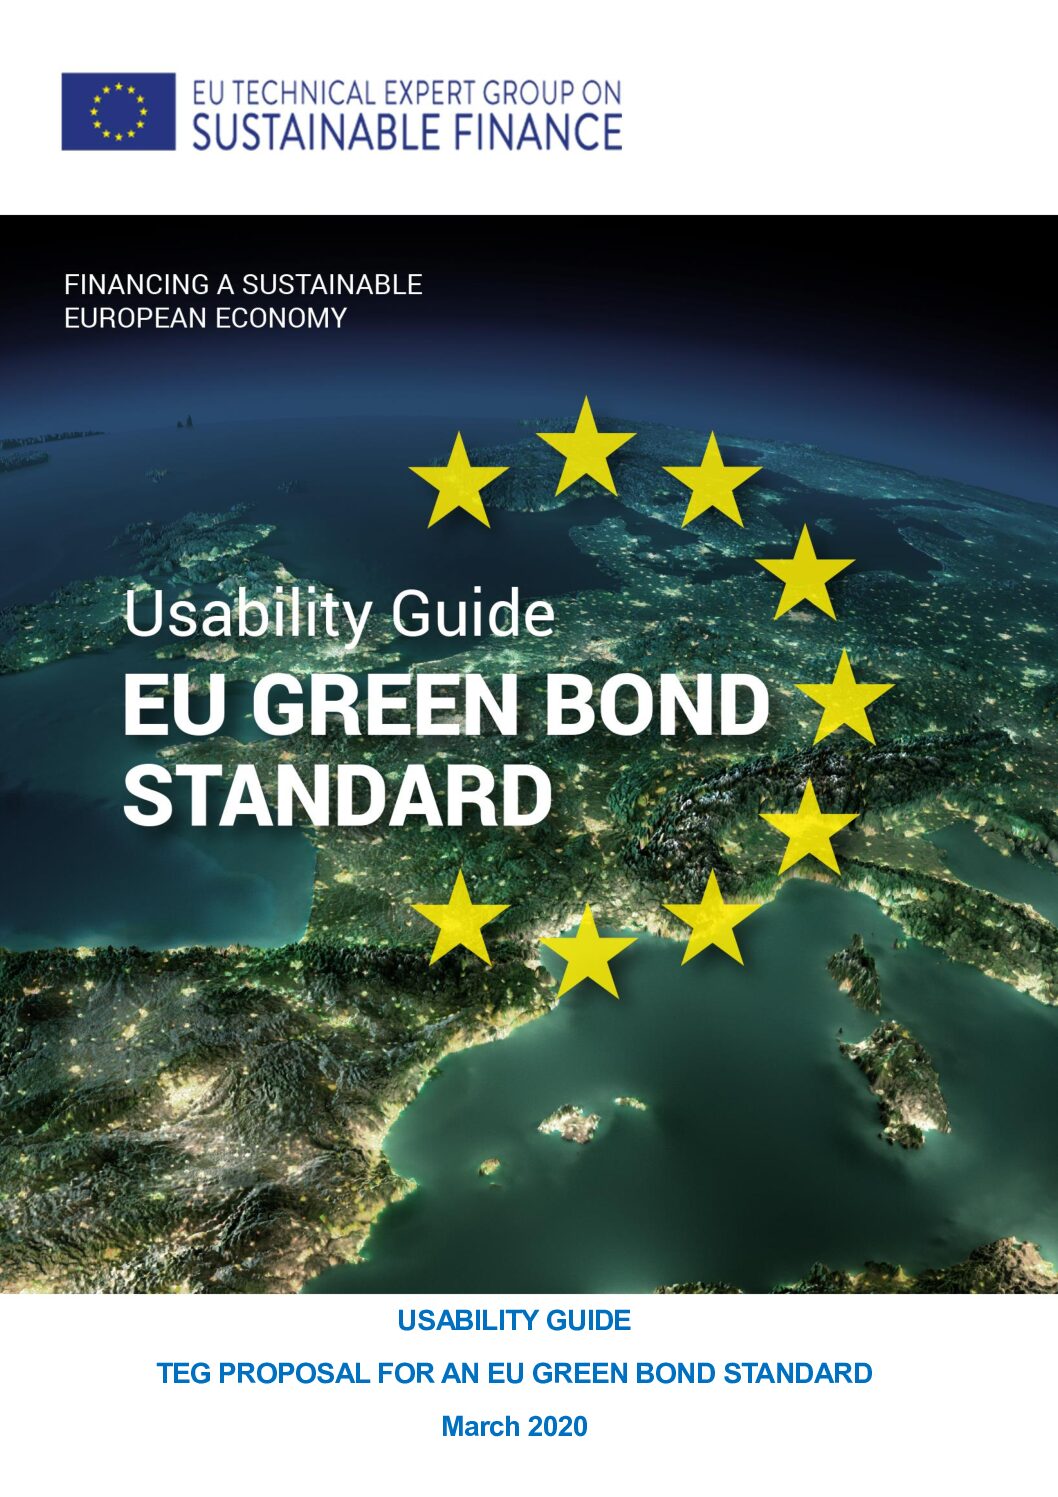 EU TECHNICAL EXPERT GROUP ON
SUSTAINABLE FINANCE
FINANCING A SUSTAINABLE
EUROPEAN ECONOMY
Usability Guide
EU GREEN BOND
STANDARD
USABILITY GUIDE
TEG PROPOSAL FOR AN EU GREEN BOND STANDARD
March 2020